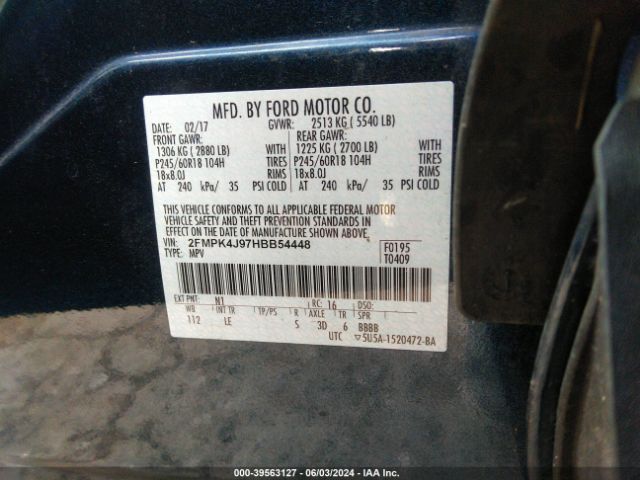 MFD. BY FORD MOTOR CO.
DATE: 02/17 GVWR: 2513 KG ( 5540 LB)
FRONT GAWR: REAR GAWR:
1306 KG ( 2880 LB) WITH 1225 KG ( 2700 LB) WITH
P245/60R18 104H TIRES P245/60R18 104H TIRES
18x8.0J RIMS 18x8.0J RIMS
AT 240 kPa/ 35 PSI COLD AT 240 kPa/ 35 PSI COLD
THIS VEHICLE CONFORMS TO ALL APPLICABLE FEDERAL MOTOR
VEHICLE SAFETY AND THEFT PREVENTION STANDARDS IN
EFFECT ON THE DATE OF MANUFACTURE SHOWN ABOVE.
VIN: 2FMPK4J97HBB54448 F0195
TYPE: MPV T0409
EXT PNT: N1 RC: 16 DSO:
WB INT TR TP/PS R AXLE TR SPR
112 LE S 3D 6 BBBB
UTC ▽5U5A-1520472-BA
000-39563127 - 06/03/2024 - IAA Inc.